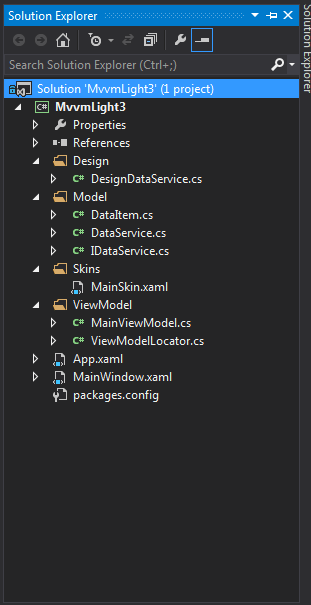 Solution Explorer
Search Solution Explorer (Ctrl+;)
Solution 'MvvmLight3' (1 project)
C# MvvmLight3
Properties
References
Design
C# DesignDataService.cs
Model
C# DataItem.cs
C# DataService.cs
C# IDataService.cs
Skins
MainSkin.xaml
ViewModel
C# MainViewModel.cs
C# ViewModelLocator.cs
App.xaml
MainWindow.xaml
packages.config
Solution Explorer